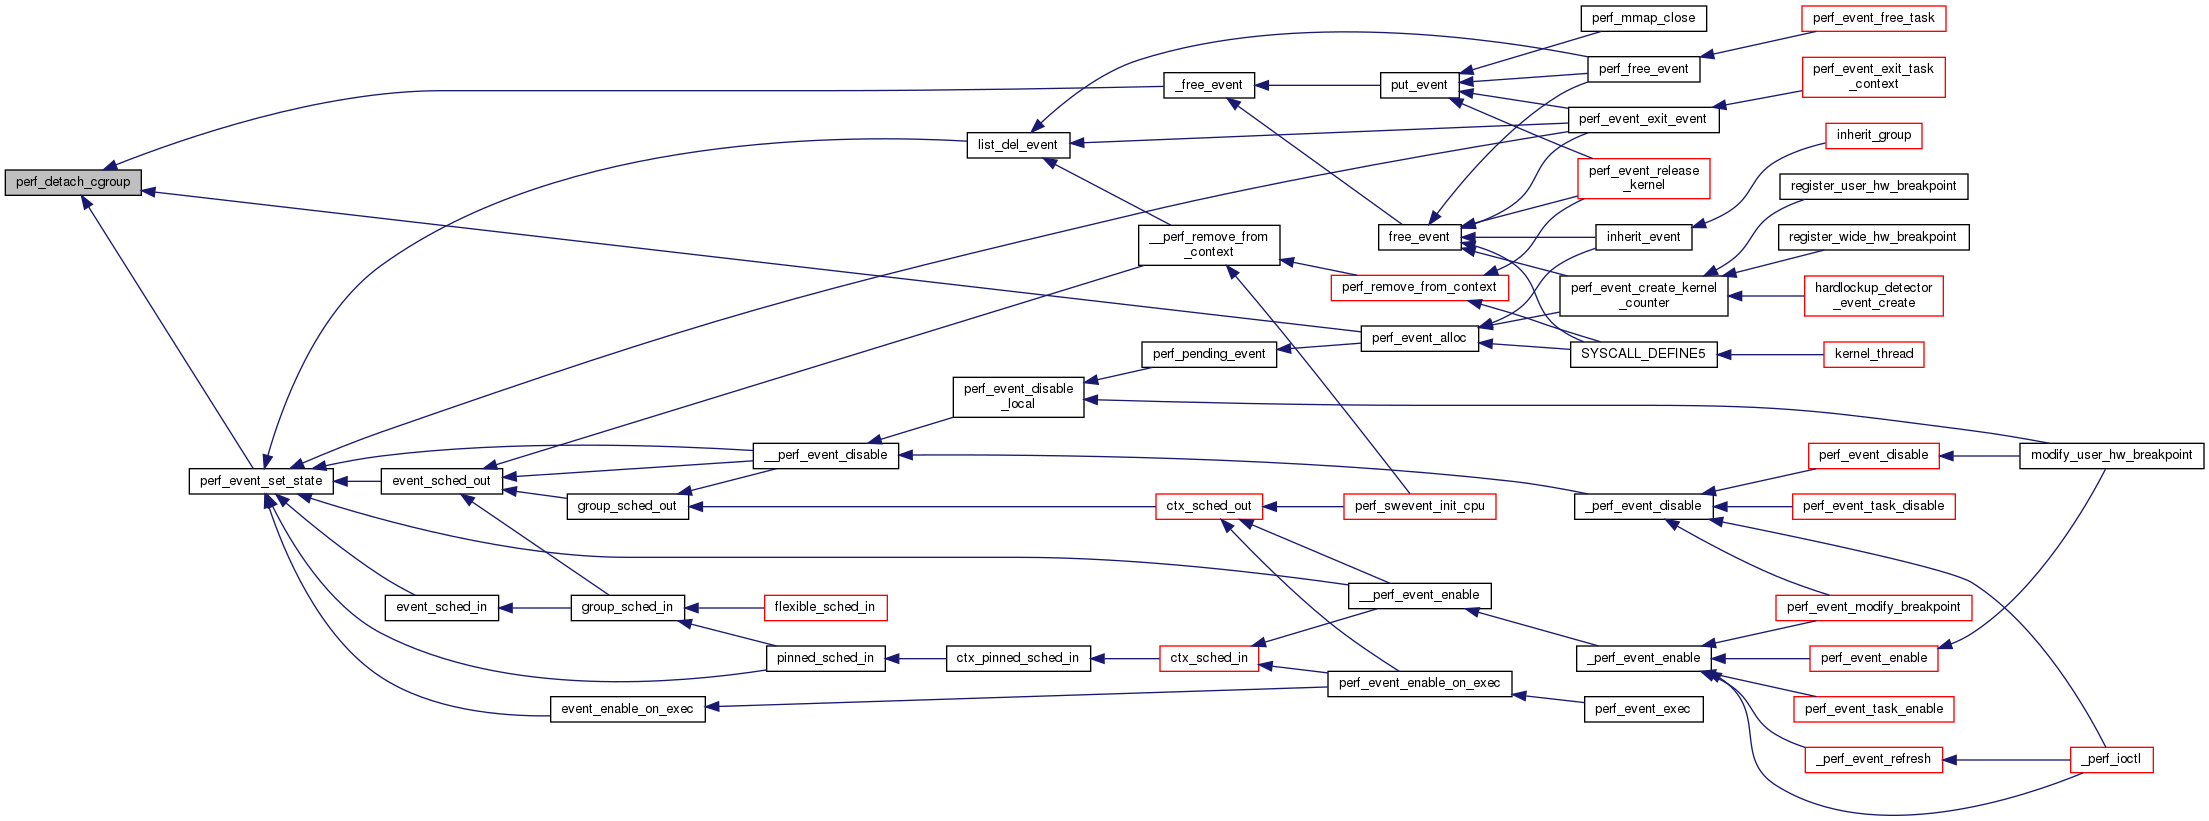 perf_mmap_close
perf_event_free_task
perf_free_event
perf_event_exit_task
_context
_free_event
put_event
perf_event_exit_event
inherit_group
list_del_event
perf_detach_cgroup
perf_event_release
_kernel
register_user_hw_breakpoint
free_event
inherit_event
register_wide_hw_breakpoint
__perf_remove_from
_context
perf_remove_from_context
perf_event_create_kernel
_counter
hardlockup_detector
_event_create
perf_event_alloc
perf_pending_event
SYSCALL_DEFINE5
kernel_thread
perf_event_disable
_local
__perf_event_disable
perf_event_disable
modify_user_hw_breakpoint
perf_event_set_state
event_sched_out
group_sched_out
ctx_sched_out
perf_swevent_init_cpu
_perf_event_disable
perf_event_task_disable
event_sched_in
group_sched_in
flexible_sched_in
__perf_event_enable
perf_event_modify_breakpoint
pinned_sched_in
ctx_pinned_sched_in
ctx_sched_in
_perf_event_enable
perf_event_enable
perf_event_enable_on_exec
event_enable_on_exec
perf_event_exec
perf_event_task_enable
_perf_event_refresh
_perf_ioctl